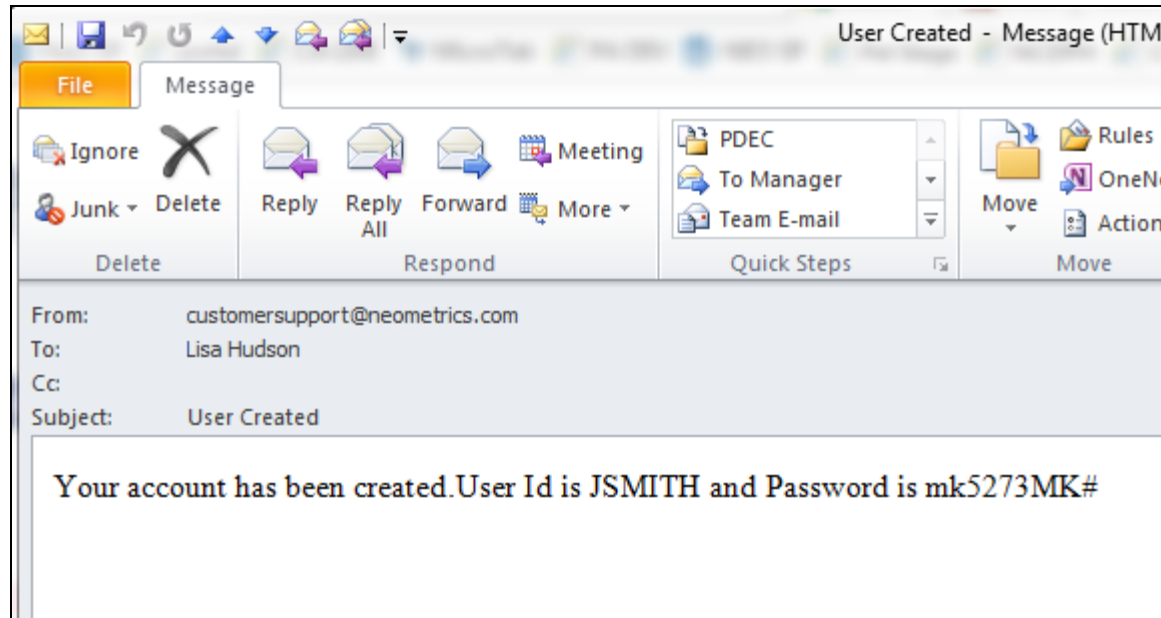 User Created - Message (HTM
File Message
Ignore
Junk
Delete
Reply
Reply All
Forward
Meeting
More
PDEC
To Manager
Team E-mail
Move
Rules
OneNo
Action
Delete Respond Quick Steps Move
From: customersupport@neometrics.com
To: Lisa Hudson
Cc:
Subject: User Created
Your account has been created.User Id is JSMITH and Password is mk5273MK#